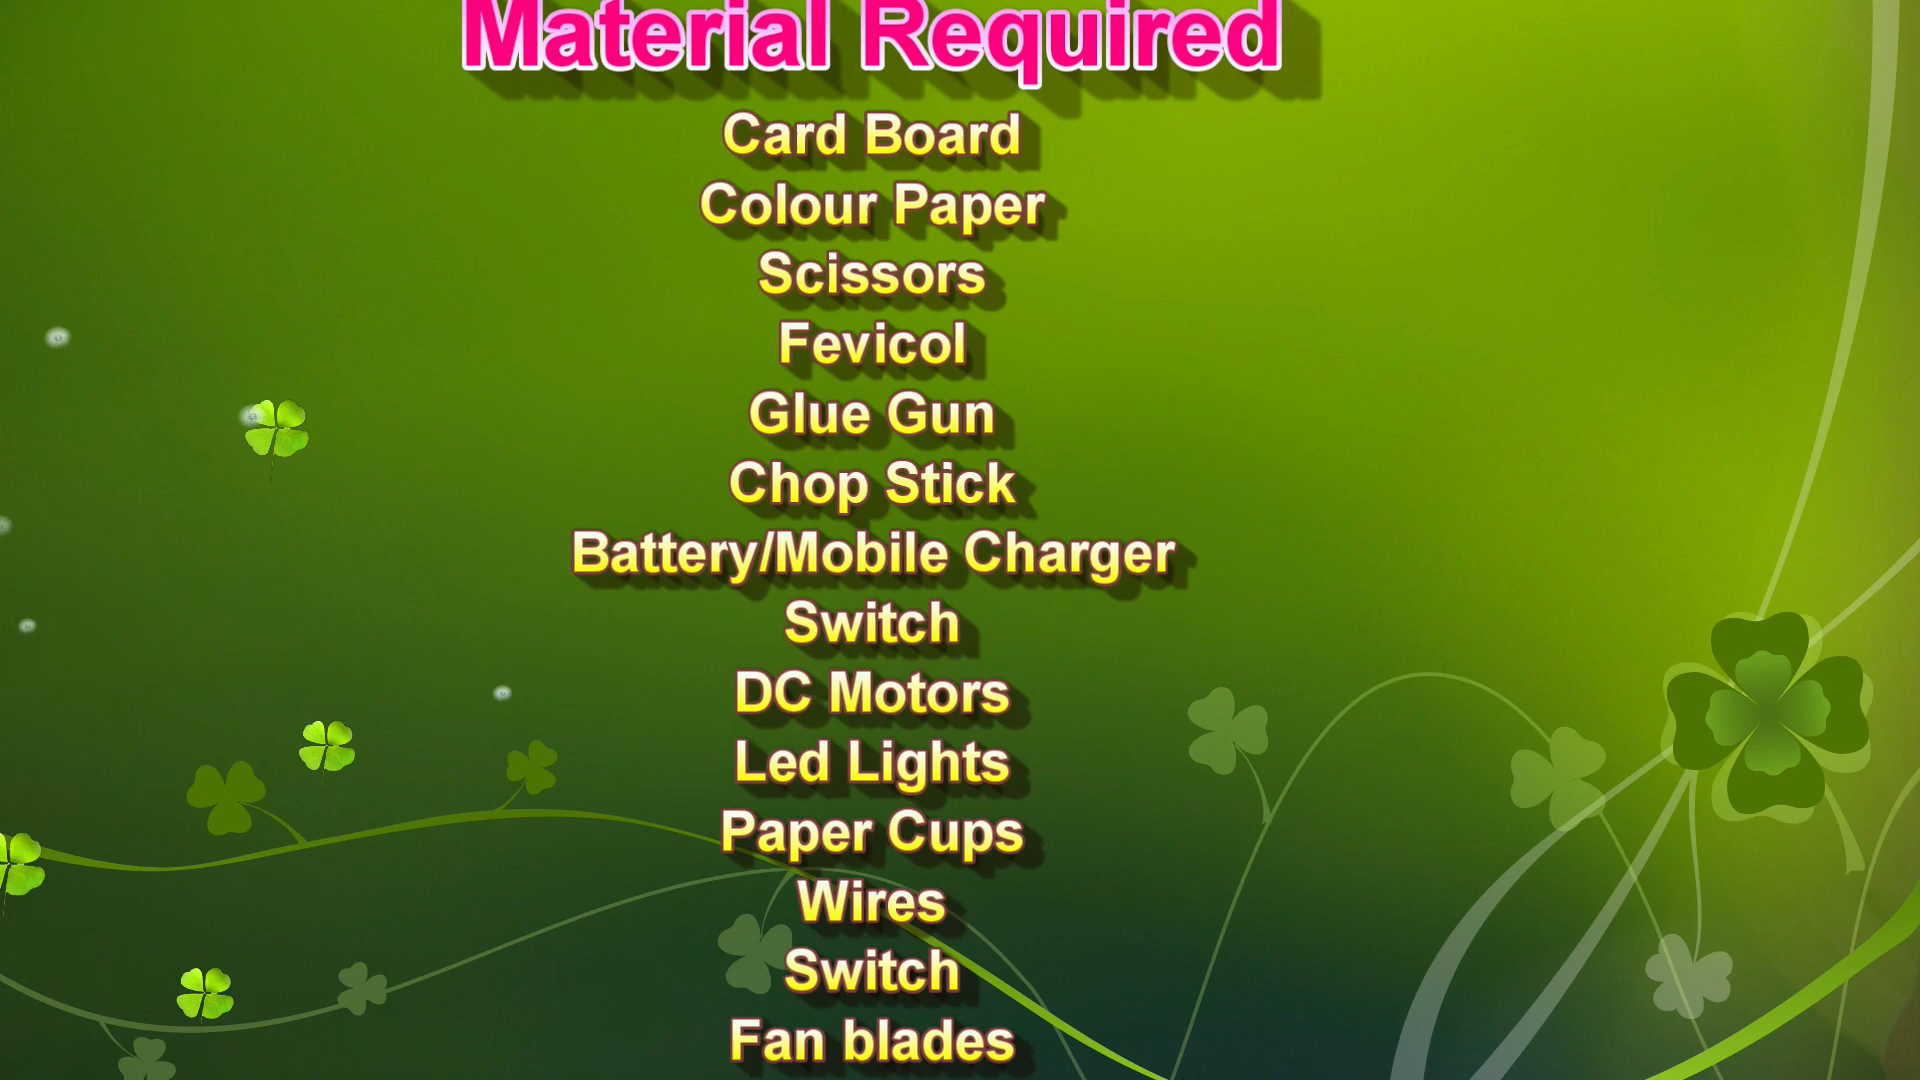 Material Required
Card Board
Colour Paper
Scissors
Fevicol
Glue Gun
Chop Stick
Battery/Mobile Charger
Switch
DC Motors
Led Lights
Paper Cups
Wires
Switch
Fan blades